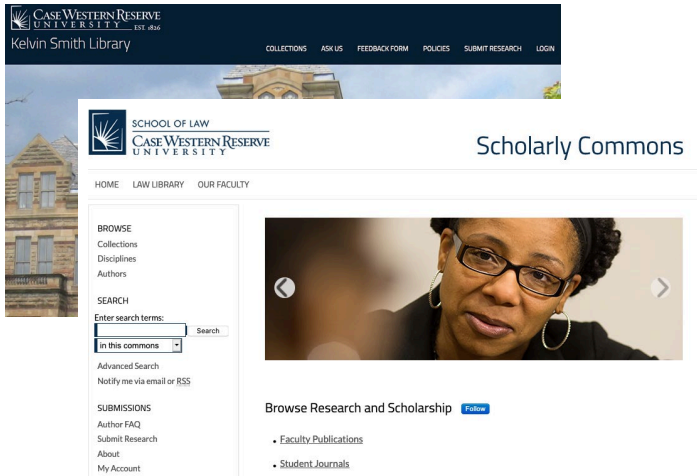 CASE WESTERN RESERVE
UNIVERSITY EST. 1826
Kelvin Smith Library
COLLECTIONS ASK US FEEDBACK FORM POLICIES SUBMIT RESEARCH LOGIN
SCHOOL OF LAW
CASE WESTERN RESERVE
UNIVERSITY
Scholarly Commons
HOME LAW LIBRARY OUR FACULTY
BROWSE
Collections
Disciplines
Authors
SEARCH
Enter search terms:
Search
in this commons
Advanced Search
Notify me via email or RSS
SUBMISSIONS
Author FAQ
Submit Research
About
My Account
Browse Research and Scholarship Follow
Faculty Publications
Student Journals